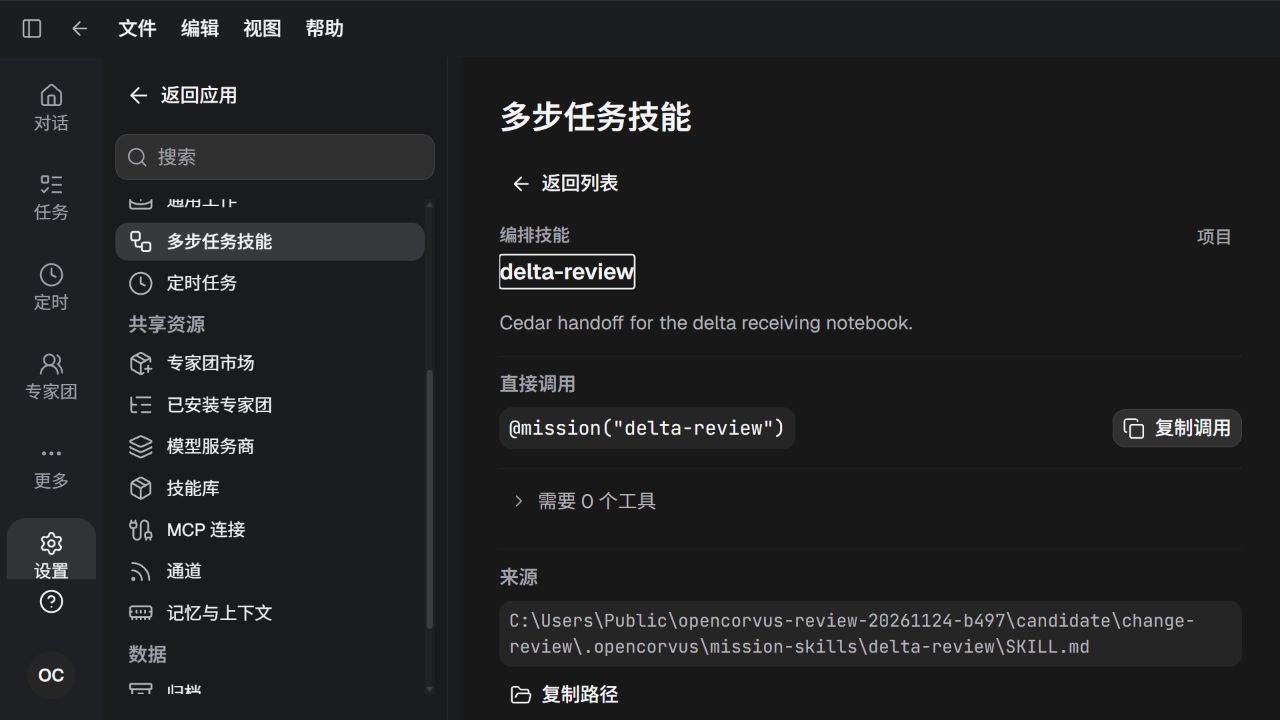 文件 编辑 视图 帮助
对话
任务
定时
专家团
更多
设置
OC
返回应用
搜索
通用工作
多步任务技能
定时任务
共享资源
专家团市场
已安装专家团
模型服务商
技能库
MCP 连接
通道
记忆与上下文
数据
归档
多步任务技能
返回列表
编排技能
项目
delta-review
Cedar handoff for the delta receiving notebook.
直接调用
@mission("delta-review")
复制调用
需要 0 个工具
来源
C:\Users\Public\opencorvus-review-20261124-b497\candidate\change-
review\.opencorvus\mission-skills\delta-review\SKILL.md
复制路径